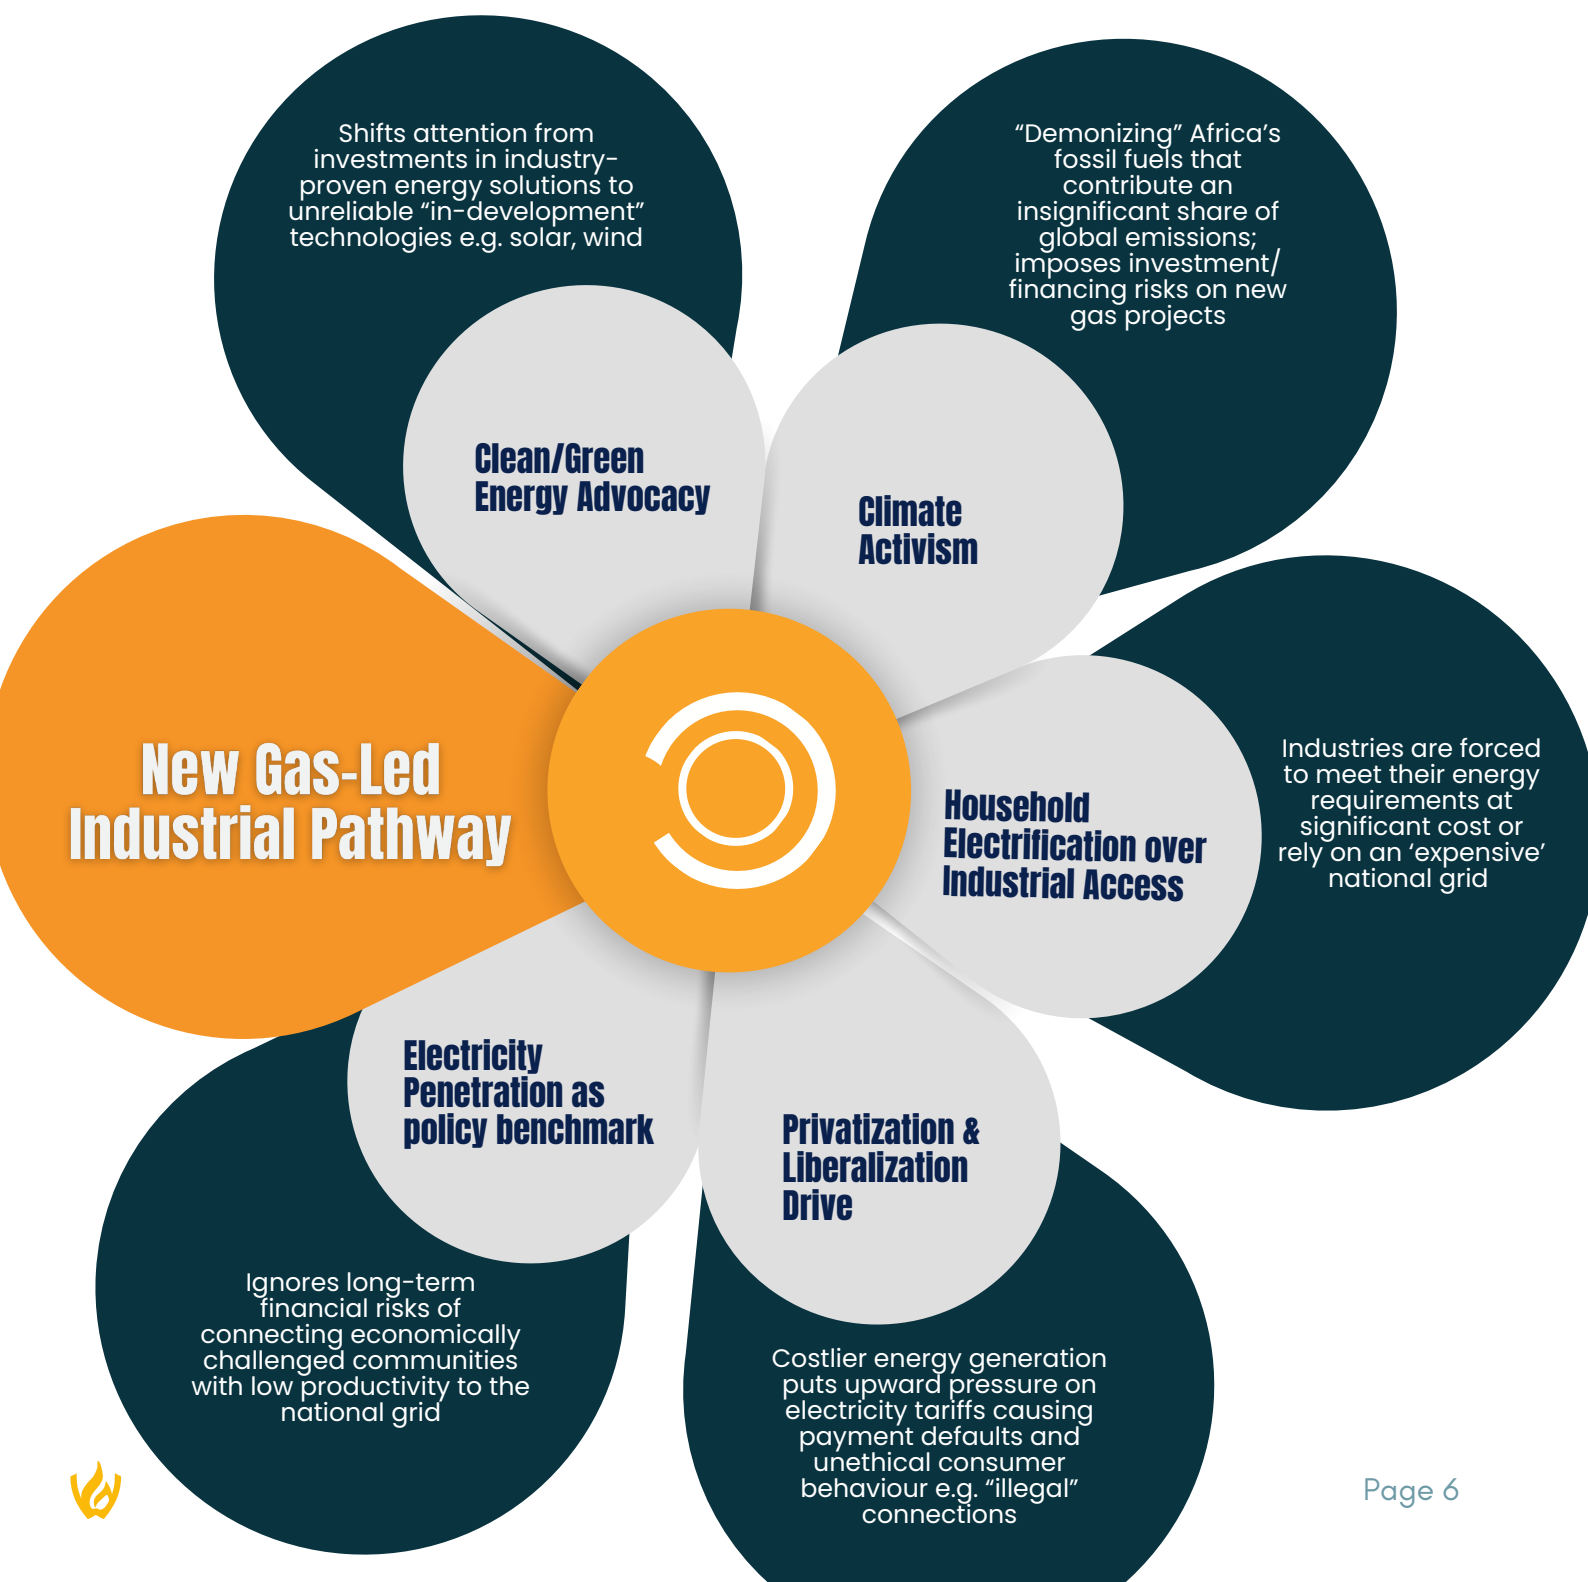 Shifts attention from
investments in industry-
proven energy solutions to
unreliable “in-development”
technologies e.g. solar, wind
“Demonizing” Africa’s
fossil fuels that
contribute an
insignificant share of
global emissions;
imposes investment/
financing risks on new
gas projects
Clean/Green
Energy Advocacy
Climate
Activism
New Gas-Led
Industrial Pathway
Household
Electrification over
Industrial Access
Industries are forced
to meet their energy
requirements at
significant cost or
rely on an ‘expensive’
national grid
Electricity
Penetration as
policy benchmark
Privatization &
Liberalization
Drive
Ignores long-term
financial risks of
connecting economically
challenged communities
with low productivity to the
national grid
Costlier energy generation
puts upward pressure on
electricity tariffs causing
payment defaults and
unethical consumer
behaviour e.g. “illegal”
connections
Page 6